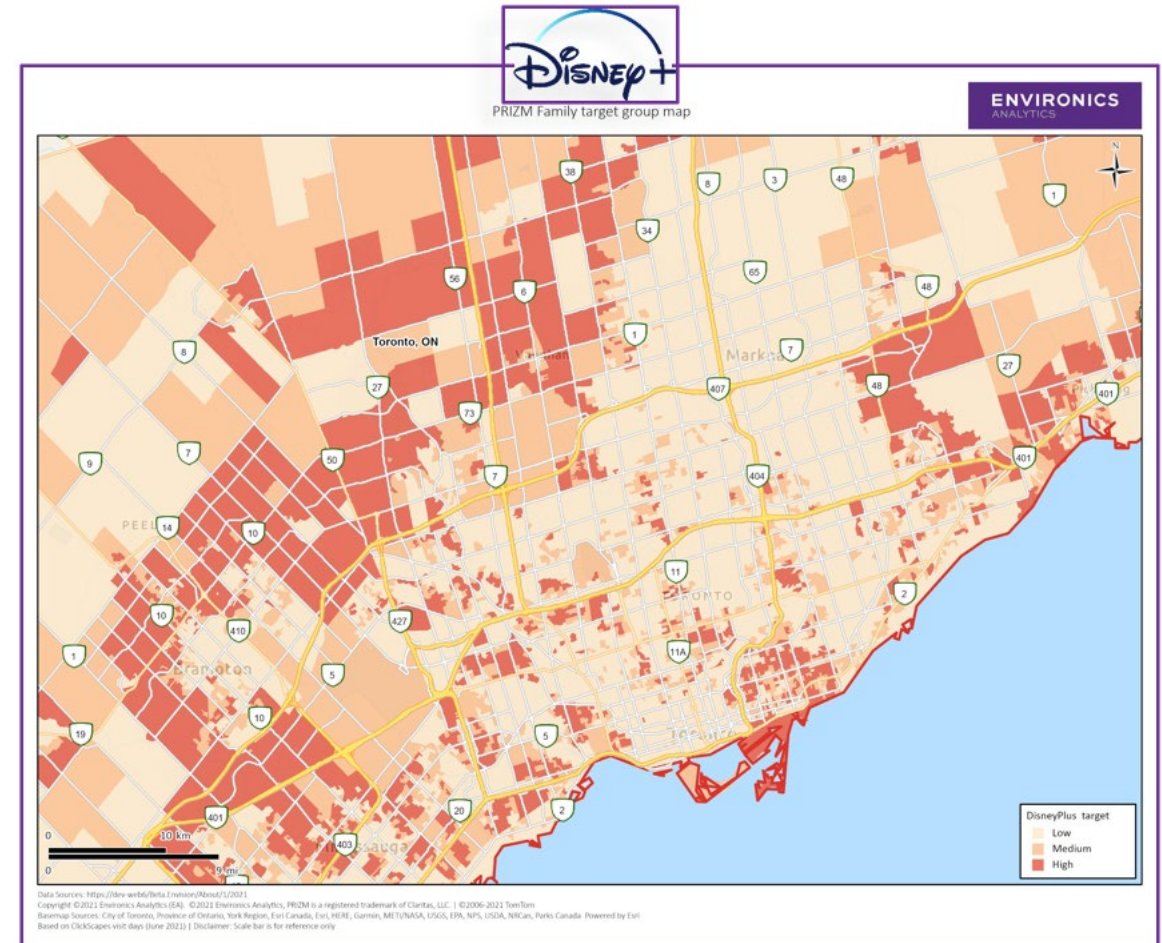 Disney+
PRIZM Family target group map
ENVIRONICS
ANALYTICS
N
38
8
3
48
1
34
56
6
65
48
Toronto, ON
1
8
Markha
7
27
27
407
48
401
73
50
9
7
7
404
401
PEEL
14
10
11
TORONTO
2
10
427
410
11A
1
5
Brampton
10
19
5
Toronto
DisneyPlus target
Low
Medium
High
401
20
2
0
10 km
403
Mississauga
0
9 mi
Data Sources: https://dev-web6/Beta.Envision/About/1/2021
Copyright ©2021 Environics Analytics (EA). ©2021 Environics Analytics, PRIZM is a registered trademark of Claritas, LLC. | ©2006-2021 TomTom
Basemap Sources: City of Toronto, Province of Ontario, York Region, Esri Canada, Esri, HERE, Garmin, METI/NASA, USGS, EPA, NPS, USDA, NRCan, Parks Canada Powered by Esri
Based on ClickScapes visit days (June 2021) | Disclaimer: Scale bar is for reference only